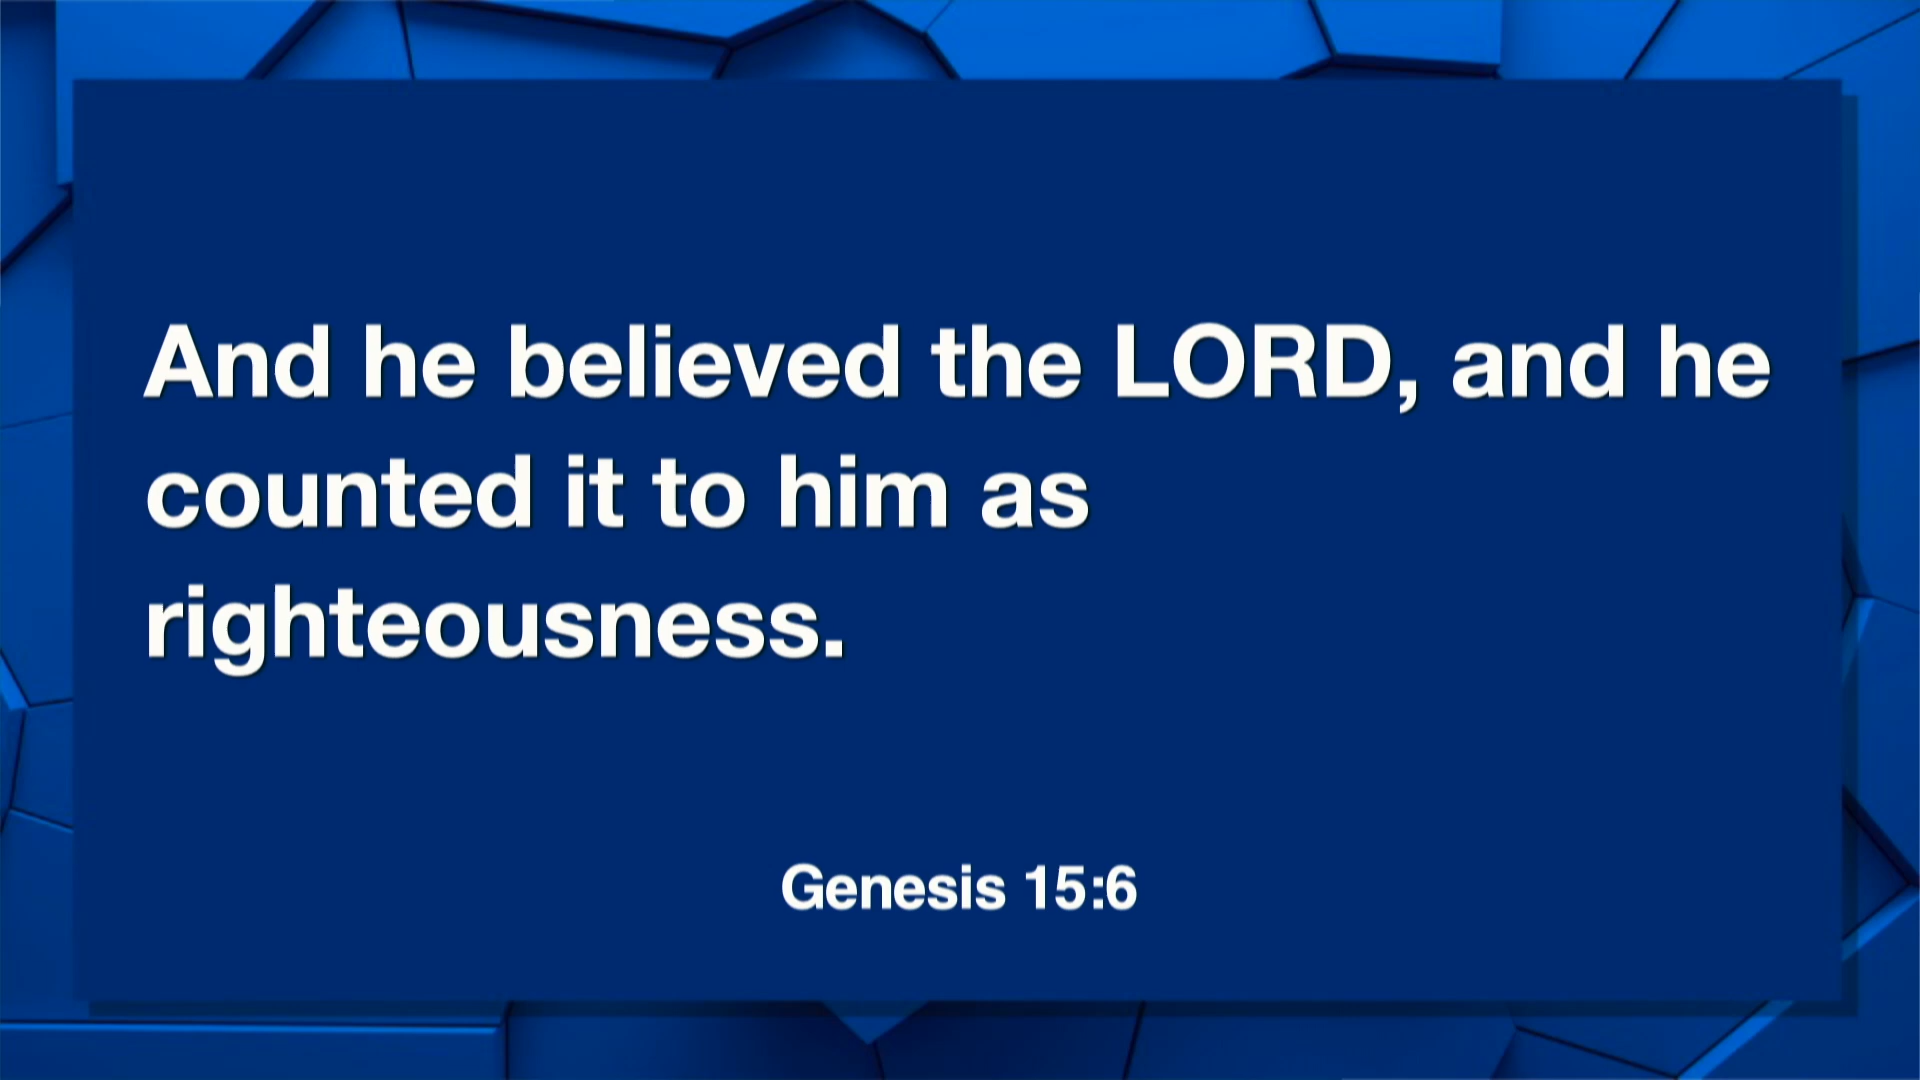 And he believed the LORD, and he
counted it to him as
righteousness.
Genesis 15:6